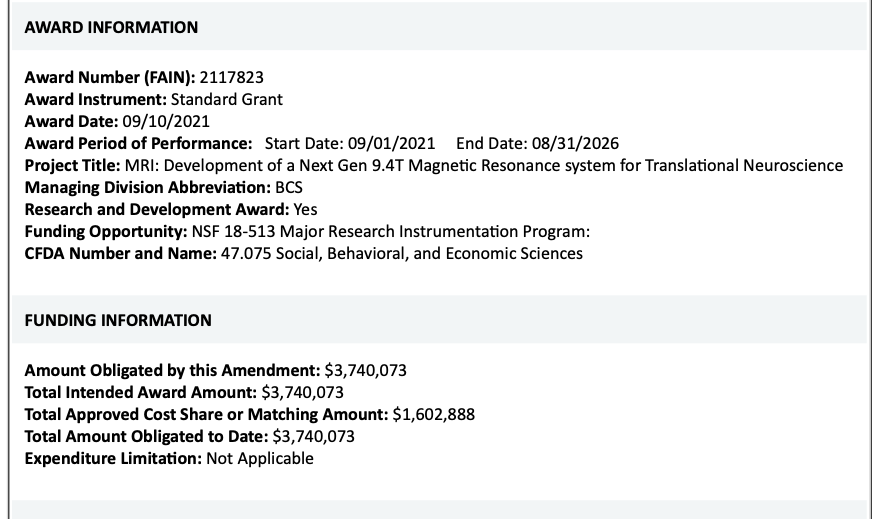 AWARD INFORMATION
Award Number (FAIN): 2117823
Award Instrument: Standard Grant
Award Date: 09/10/2021
Award Period of Performance: Start Date: 09/01/2021 End Date: 08/31/2026
Project Title: MRI: Development of a Next Gen 9.4T Magnetic Resonance system for Translational Neuroscience
Managing Division Abbreviation: BCS
Research and Development Award: Yes
Funding Opportunity: NSF 18-513 Major Research Instrumentation Program:
CFDA Number and Name: 47.075 Social, Behavioral, and Economic Sciences
FUNDING INFORMATION
Amount Obligated by this Amendment: $3,740,073
Total Intended Award Amount: $3,740,073
Total Approved Cost Share or Matching Amount: $1,602,888
Total Amount Obligated to Date: $3,740,073
Expenditure Limitation: Not Applicable